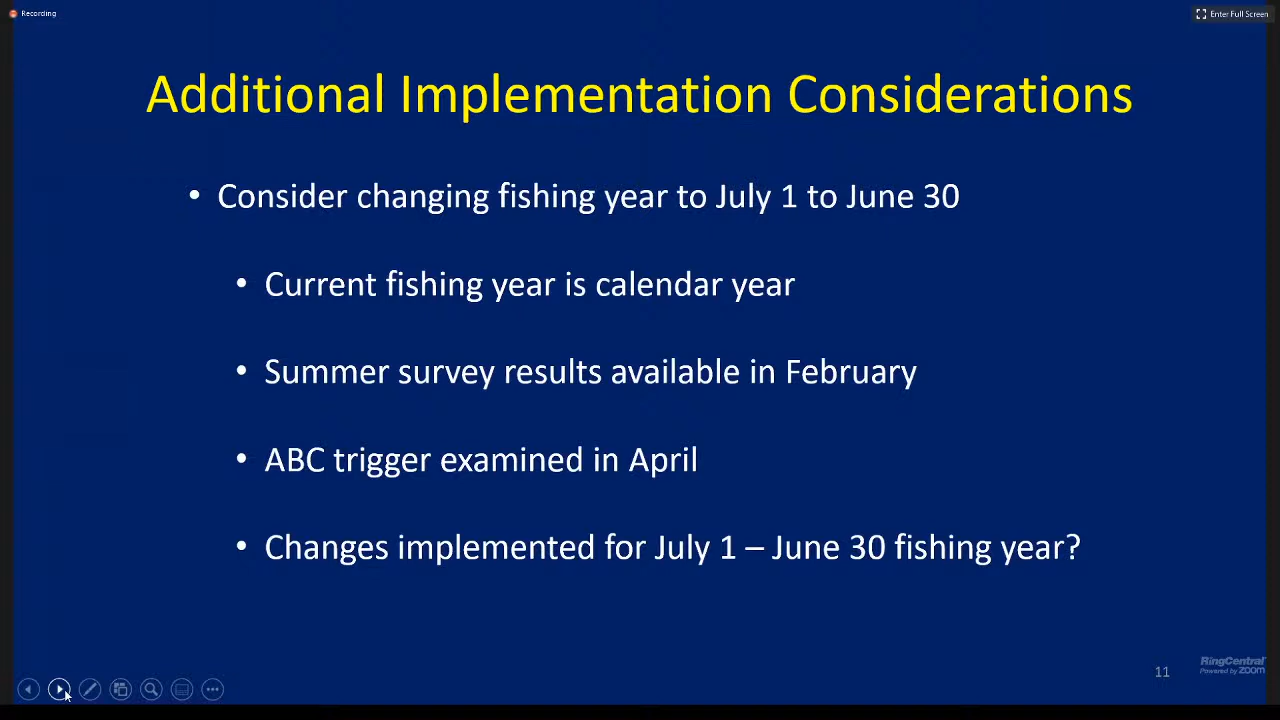 Recording
Enter Full Screen
Additional Implementation Considerations
• Consider changing fishing year to July 1 to June 30
• Current fishing year is calendar year
• Summer survey results available in February
• ABC trigger examined in April
• Changes implemented for July 1 – June 30 fishing year?
RingCentral
Powered by ZOOM
11